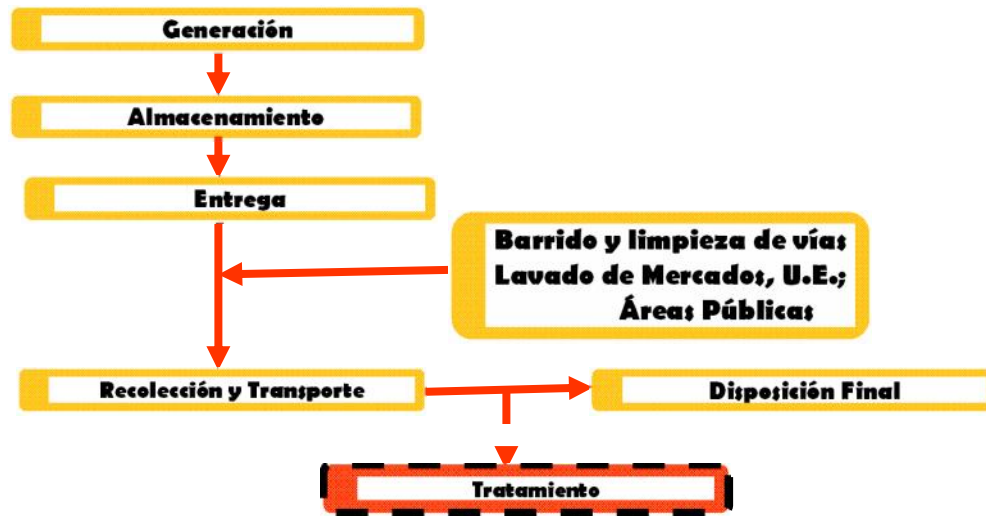 Generación
Almacenamiento
Entrega
Barrido y limpieza de vías
Lavado de Mercados, U.E.;
Áreas Públicas
Recolección y Transporte
Disposición Final
Tratamiento